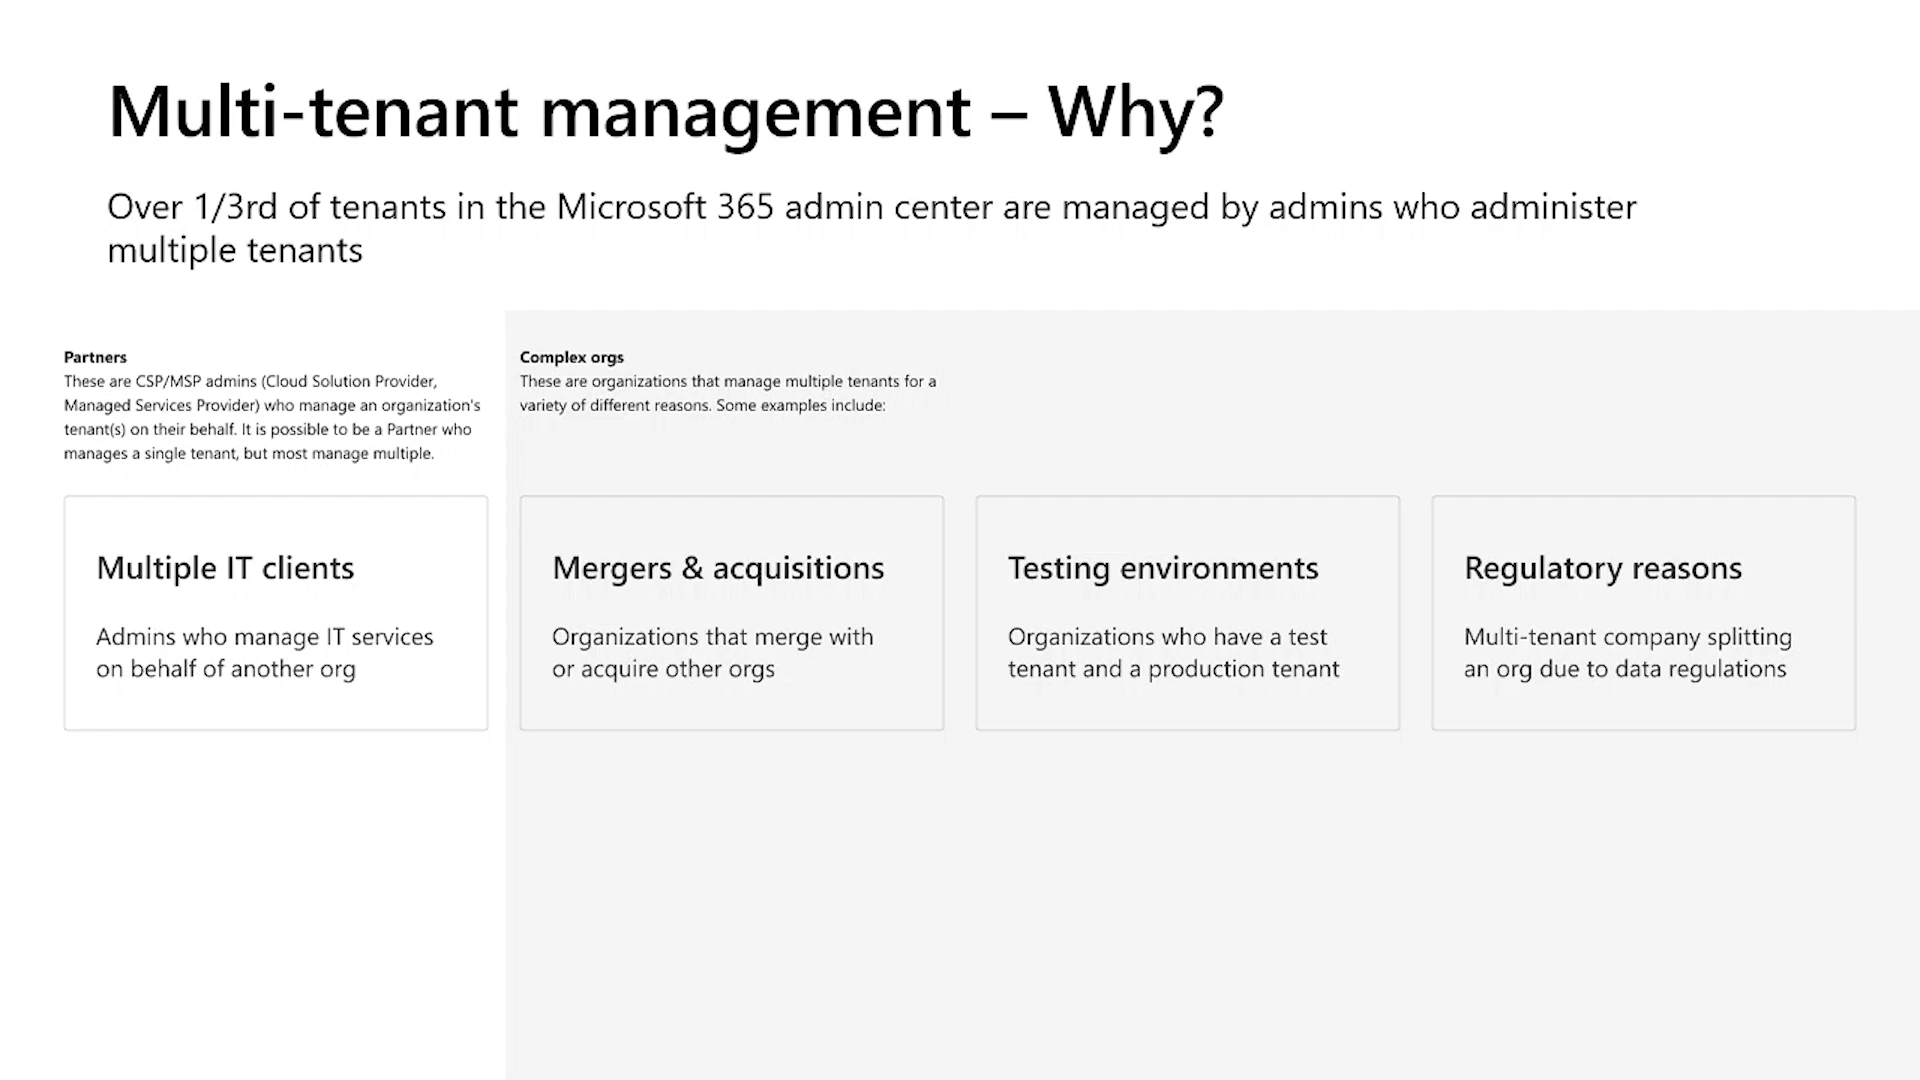 Multi-tenant management – Why?
Over 1/3rd of tenants in the Microsoft 365 admin center are managed by admins who administer
multiple tenants
Partners
These are CSP/MSP admins (Cloud Solution Provider,
Managed Services Provider) who manage an organization's
tenant(s) on their behalf. It is possible to be a Partner who
manages a single tenant, but most manage multiple.
Complex orgs
These are organizations that manage multiple tenants for a
variety of different reasons. Some examples include:
Multiple IT clients
Admins who manage IT services
on behalf of another org
Mergers & acquisitions
Organizations that merge with
or acquire other orgs
Testing environments
Organizations who have a test
tenant and a production tenant
Regulatory reasons
Multi-tenant company splitting
an org due to data regulations